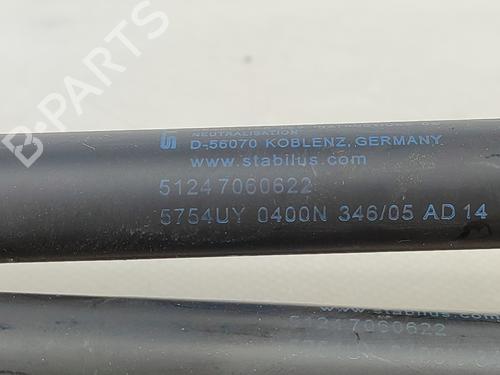 NEUTRALISATION
D-56070 KOBLENZ, GERMANY
www.stabilus.com
51247060622
5754UY 0400N 346/05 AD 14
www.stabilus.com
51247060622
B-PARTS